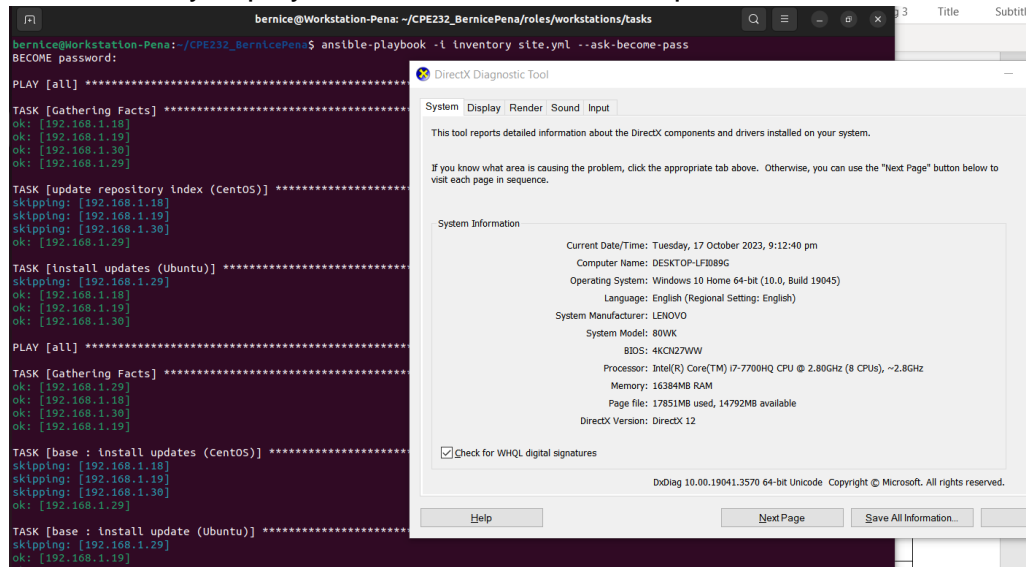 bernice@Workstation-Pena: ~/CPE232_BernicePena/roles/workstations/tasks
3 Title Subtitl
bernice@Workstation-Pena:~/CPE232_BernicePena$ ansible-playbook -i inventory site.yml --ask-become-pass
BECOME password:
PLAY [all] ****************************************
TASK [Gathering Facts] ******************************
ok: [192.168.1.18]
ok: [192.168.1.19]
ok: [192.168.1.30]
ok: [192.168.1.29]
TASK [update repository index (CentOS)] *****************
skipping: [192.168.1.18]
skipping: [192.168.1.19]
skipping: [192.168.1.30]
ok: [192.168.1.29]
TASK [install updates (Ubuntu)] ***********************
skipping: [192.168.1.29]
ok: [192.168.1.18]
ok: [192.168.1.19]
ok: [192.168.1.30]
PLAY [all] ****************************************
TASK [Gathering Facts] ******************************
ok: [192.168.1.29]
ok: [192.168.1.18]
ok: [192.168.1.30]
ok: [192.168.1.19]
TASK [base : install updates (CentOS)] ******************
skipping: [192.168.1.18]
skipping: [192.168.1.19]
skipping: [192.168.1.30]
ok: [192.168.1.29]
TASK [base : install update (Ubuntu)] ******************
skipping: [192.168.1.29]
ok: [192.168.1.19]
DirectX Diagnostic Tool
System Display Render Sound Input
This tool reports detailed information about the DirectX components and drivers installed on your system.
If you know what area is causing the problem, click the appropriate tab above. Otherwise, you can use the "Next Page" button below to
visit each page in sequence.
System Information
Current Date/Time: Tuesday, 17 October 2023, 9:12:40 pm
Computer Name: DESKTOP-LFI089G
Operating System: Windows 10 Home 64-bit (10.0, Build 19045)
Language: English (Regional Setting: English)
System Manufacturer: LENOVO
System Model: 80WK
BIOS: 4KCN27WW
Processor: Intel(R) Core(TM) i7-7700HQ CPU @ 2.80GHz (8 CPUs), ~2.8GHz
Memory: 16384MB RAM
Page file: 17851MB used, 14792MB available
DirectX Version: DirectX 12
Check for WHQL digital signatures
DxDiag 10.00.19041.3570 64-bit Unicode Copyright © Microsoft. All rights reserved.
Help Next Page Save All Information...